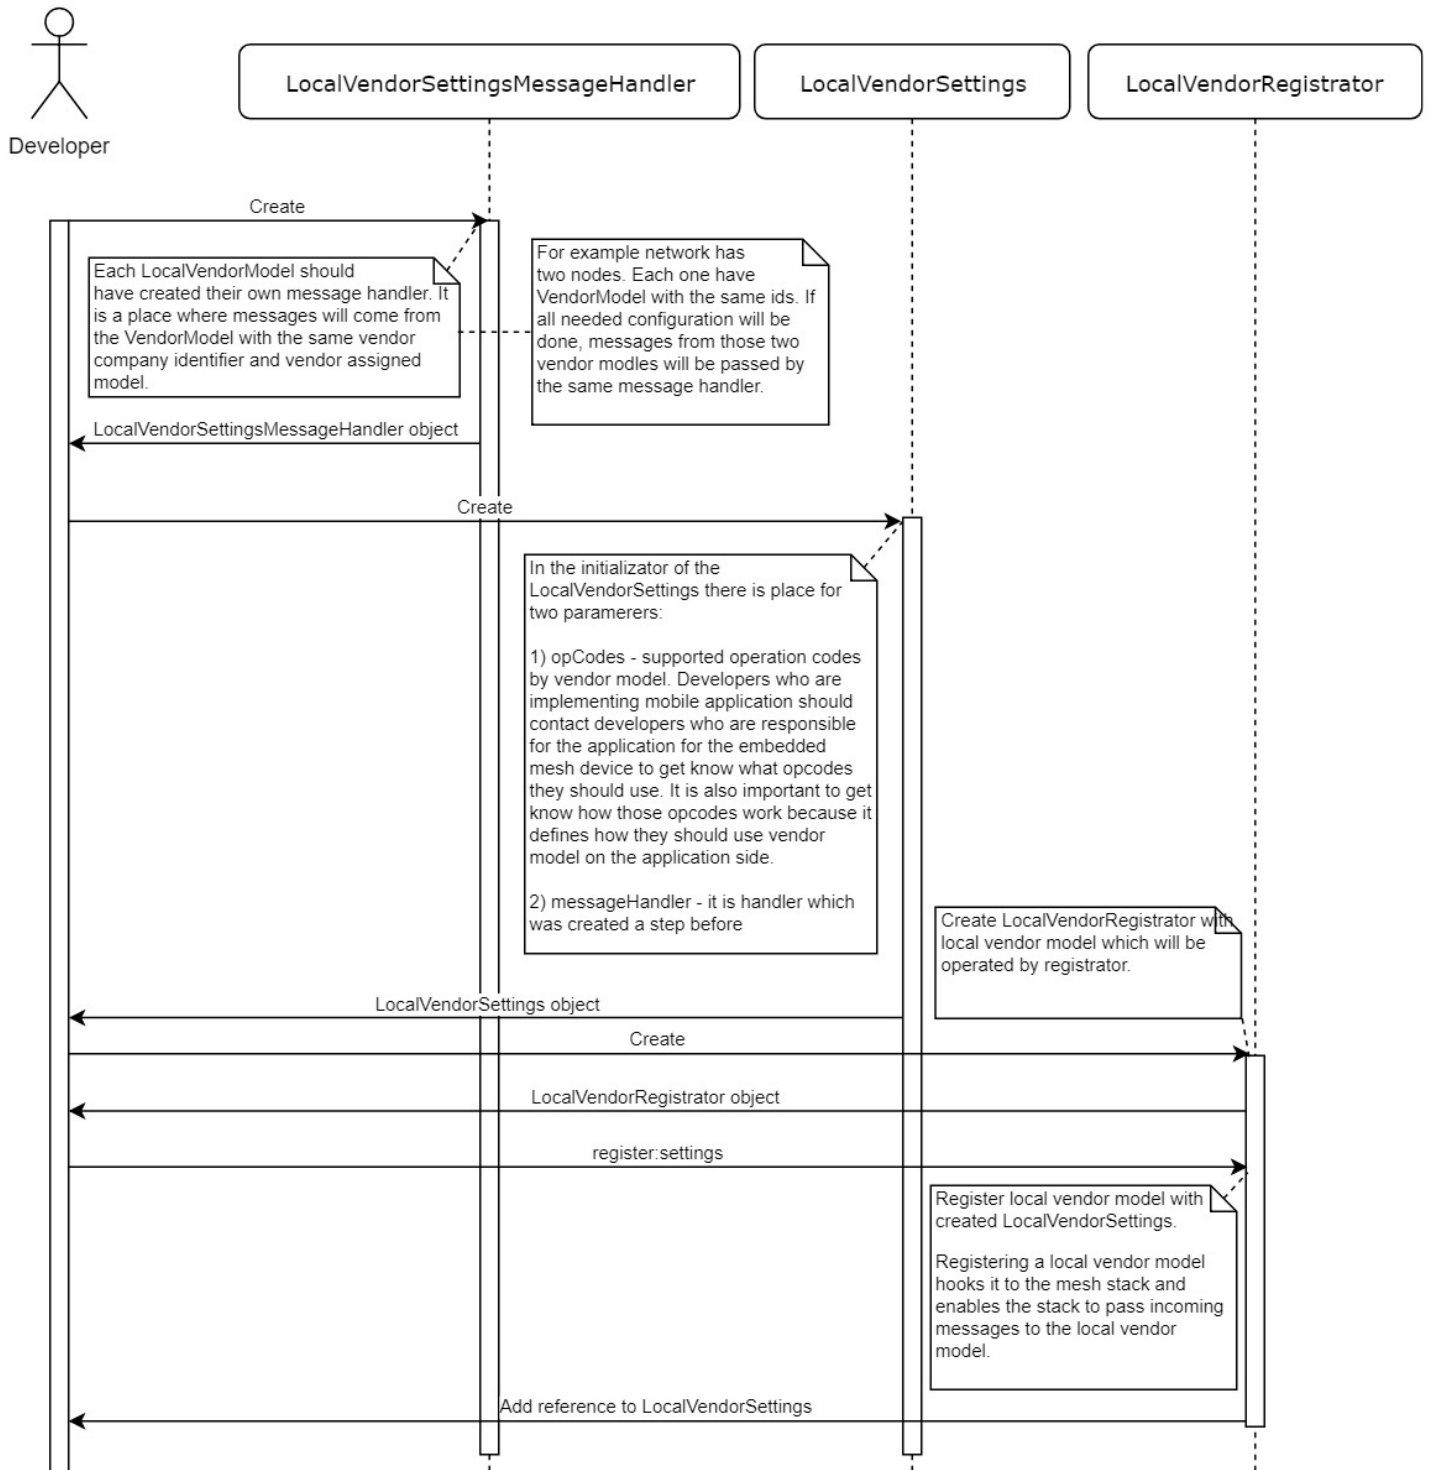 LocalVendorSettingsMessageHandler
LocalVendorSettings
LocalVendorRegistrator
Developer
Create
Each LocalVendorModel should
have created their own message handler. It
is a place where messages will come from
the VendorModel with the same vendor
company identifier and vendor assigned
model.
For example network has
two nodes. Each one have
VendorModel with the same ids. If
all needed configuration will be
done, messages from those two
vendor modles will be passed by
the same message handler.
LocalVendorSettingsMessageHandler object
Create
In the initializator of the
LocalVendorSettings there is place for
two paramerers:
1) opCodes - supported operation codes
by vendor model. Developers who are
implementing mobile application should
contact developers who are responsible
for the application for the embedded
mesh device to get know what opcodes
they should use. It is also important to get
know how those opcodes work because it
defines how they should use vendor
model on the application side.
2) messageHandler - it is handler which
was created a step before
Create LocalVendorRegistrator with
local vendor model which will be
operated by registrator.
LocalVendorSettings object
Create
LocalVendorRegistrator object
register:settings
Register local vendor model with
created LocalVendorSettings.
Registering a local vendor model
hooks it to the mesh stack and
enables the stack to pass incoming
messages to the local vendor
model.
Add reference to LocalVendorSettings